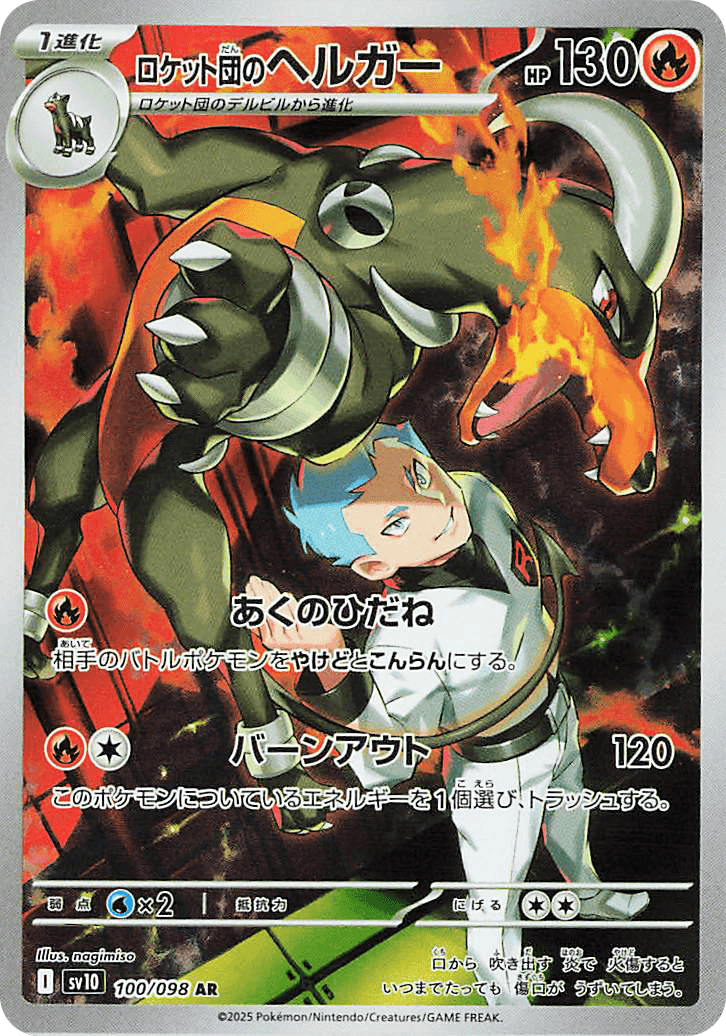 1進化
ロケット団のヘルガー
HP 130
ロケット団のデルビルから進化
R
あくのひだね
相手のバトルポケモンをやけどとこんらんにする。
バーンアウト 120
このポケモンについているエネルギーを1個選び、トラッシュする。
弱点 ×2 抵抗力 にげる
Illus. nagimiso
口から 吹き出す 炎で 火傷すると
いつまでたっても 傷口が うずいてしまう。
I sv10 100/098 AR
©2025 Pokémon/Nintendo/Creatures/GAME FREAK.